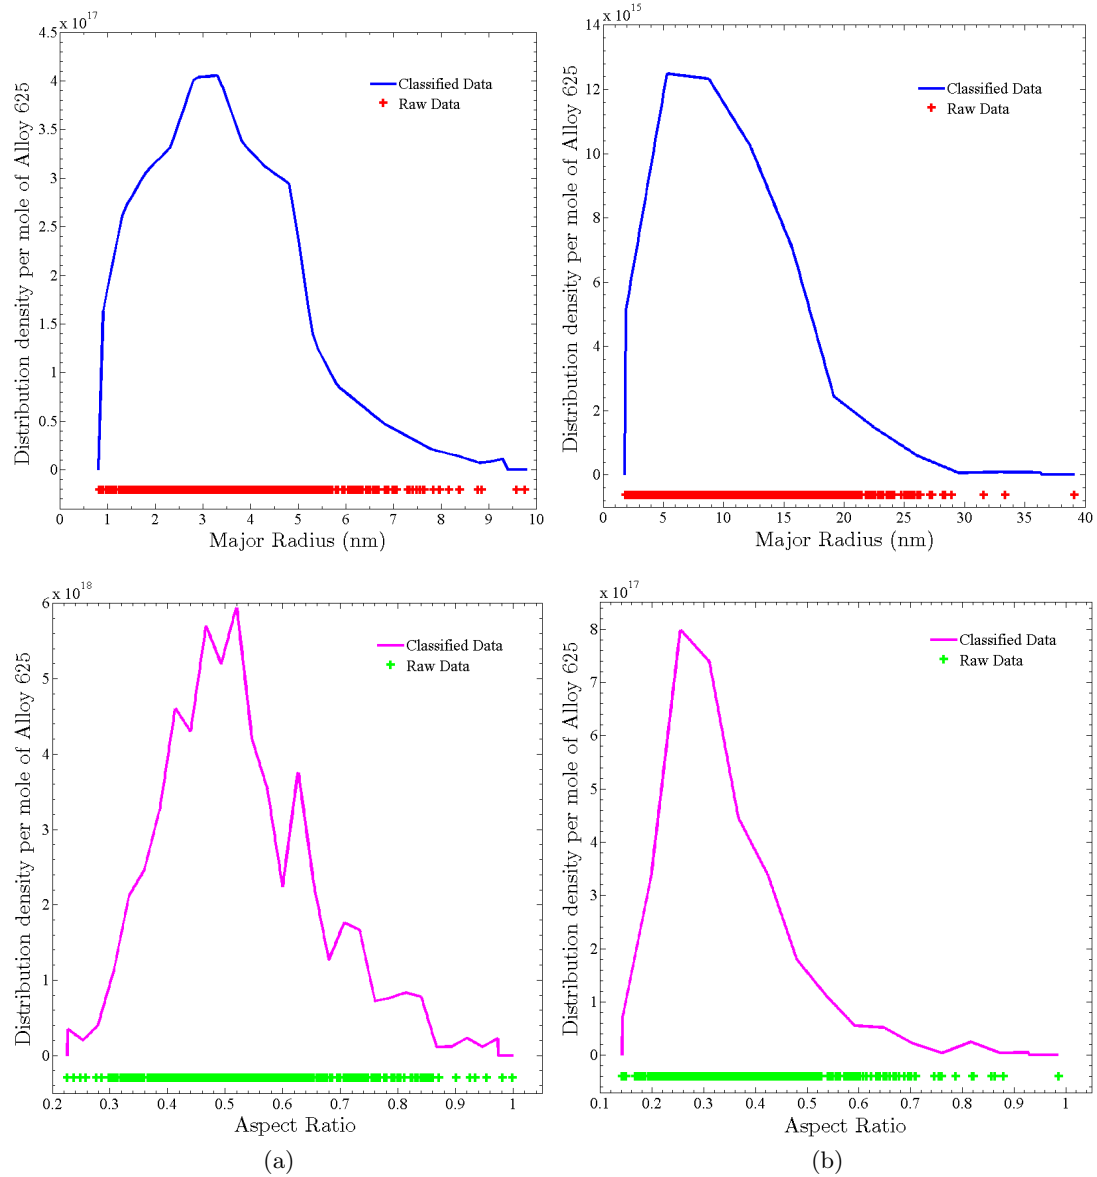 x 10^17
4.5
4
3.5
3
2.5
2
1.5
1
0.5
0
Distribution density per mole of Alloy 625
Classified Data
Raw Data
0 1 2 3 4 5 6 7 8 9 10
Major Radius (nm)
x 10^15
14
12
10
8
6
4
2
0
Distribution density per mole of Alloy 625
Classified Data
Raw Data
0 5 10 15 20 25 30 35 40
Major Radius (nm)
x 10^18
6
5
4
3
2
1
0
Distribution density per mole of Alloy 625
Classified Data
Raw Data
0.2 0.3 0.4 0.5 0.6 0.7 0.8 0.9 1
Aspect Ratio
(a)
x 10^17
8
7
6
5
4
3
2
1
0
Distribution density per mole of Alloy 625
Classified Data
Raw Data
0.1 0.2 0.3 0.4 0.5 0.6 0.7 0.8 0.9 1
Aspect Ratio
(b)